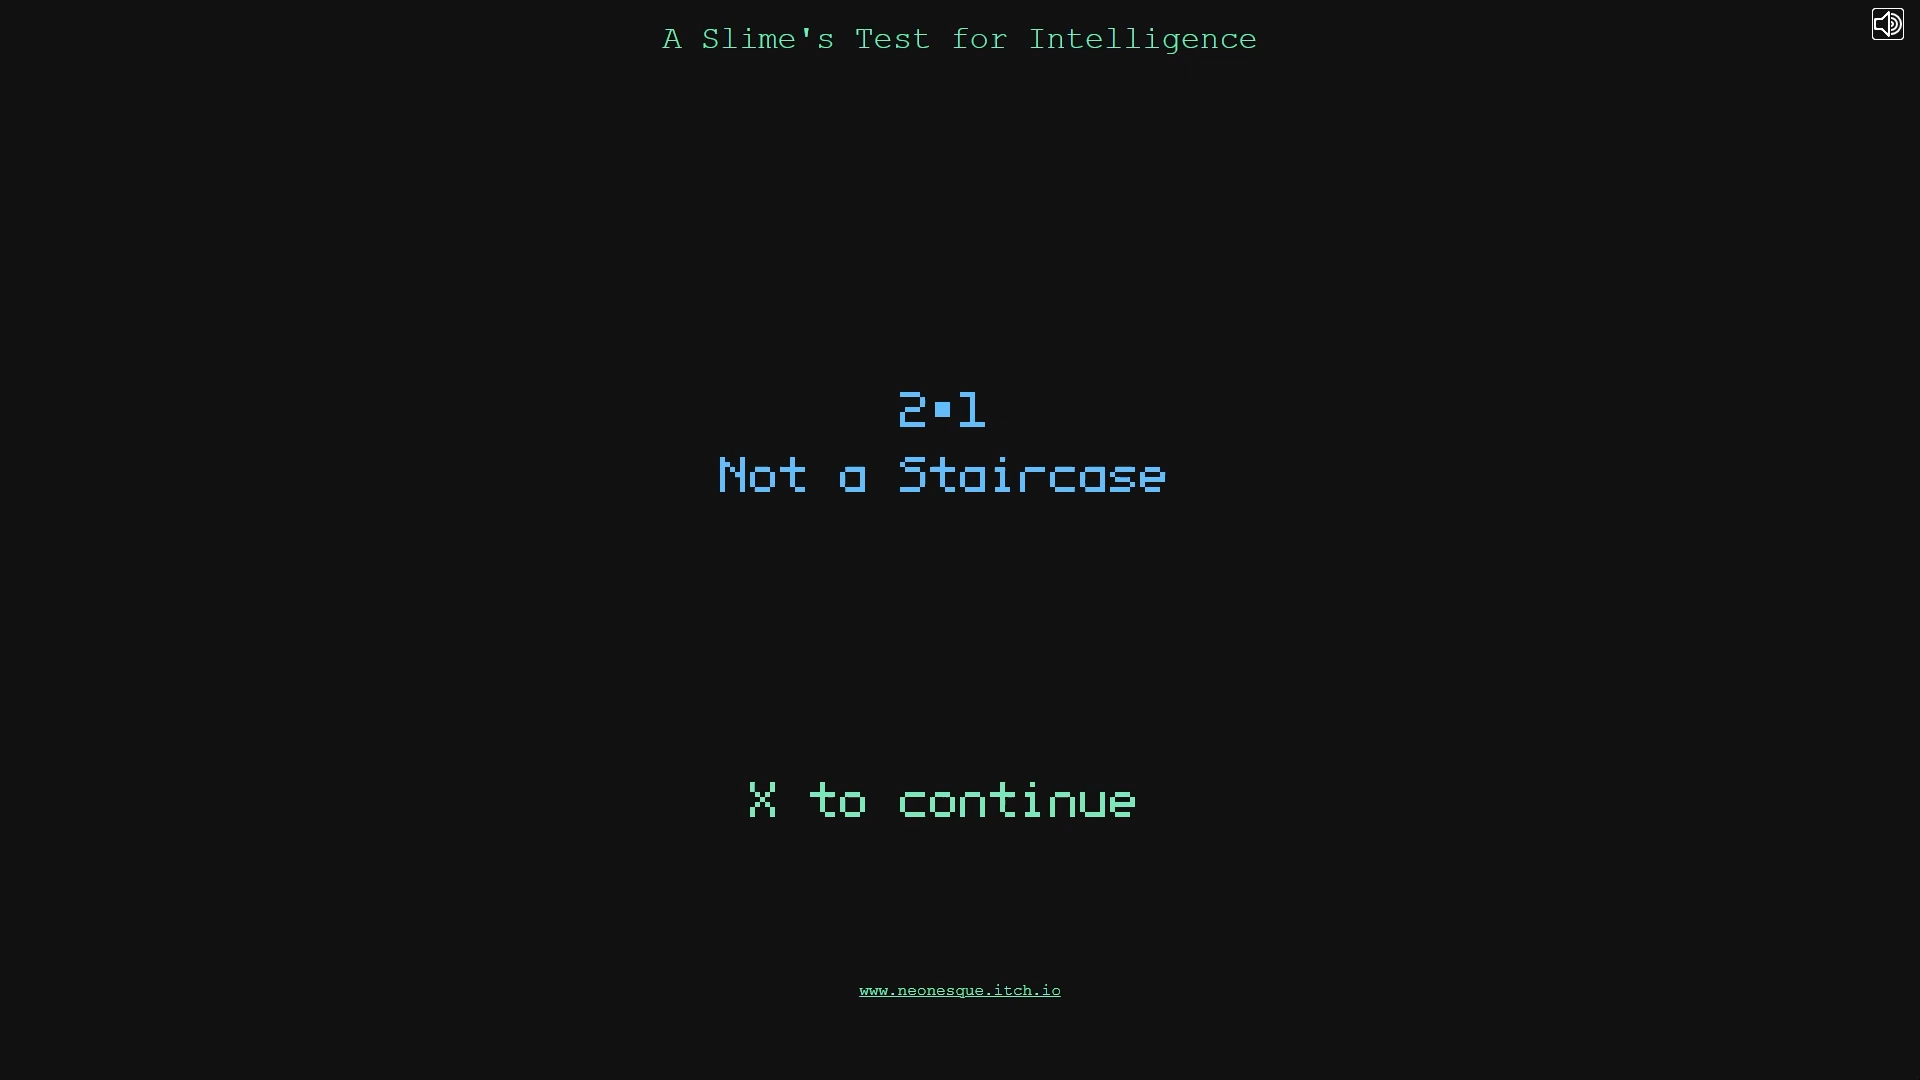 A Slime's Test for Intelligence
2▪1
Not a Staircase
X to continue
www.neonesque.itch.io